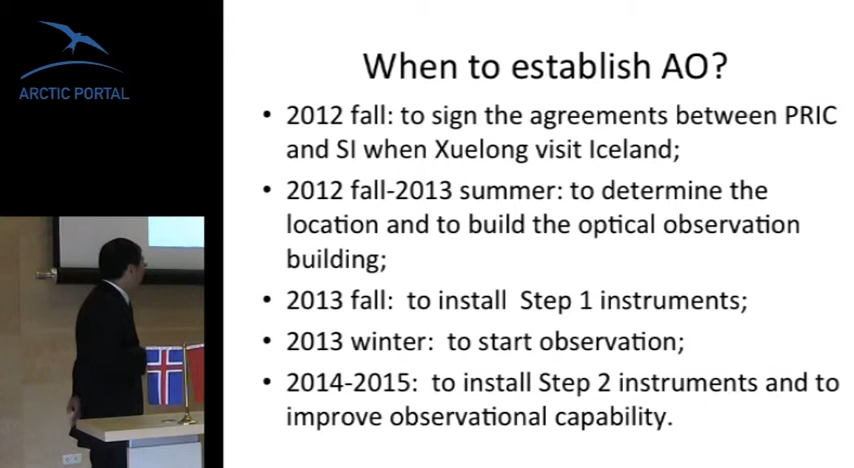 ARCTIC PORTAL
When to establish AO?
• 2012 fall: to sign the agreements between PRIC
and SI when Xuelong visit Iceland;
• 2012 fall-2013 summer: to determine the
location and to build the optical observation
building;
• 2013 fall:  to install  Step 1 instruments;
• 2013 winter:  to start observation;
• 2014-2015:  to install Step 2 instruments and to
improve observational capability.